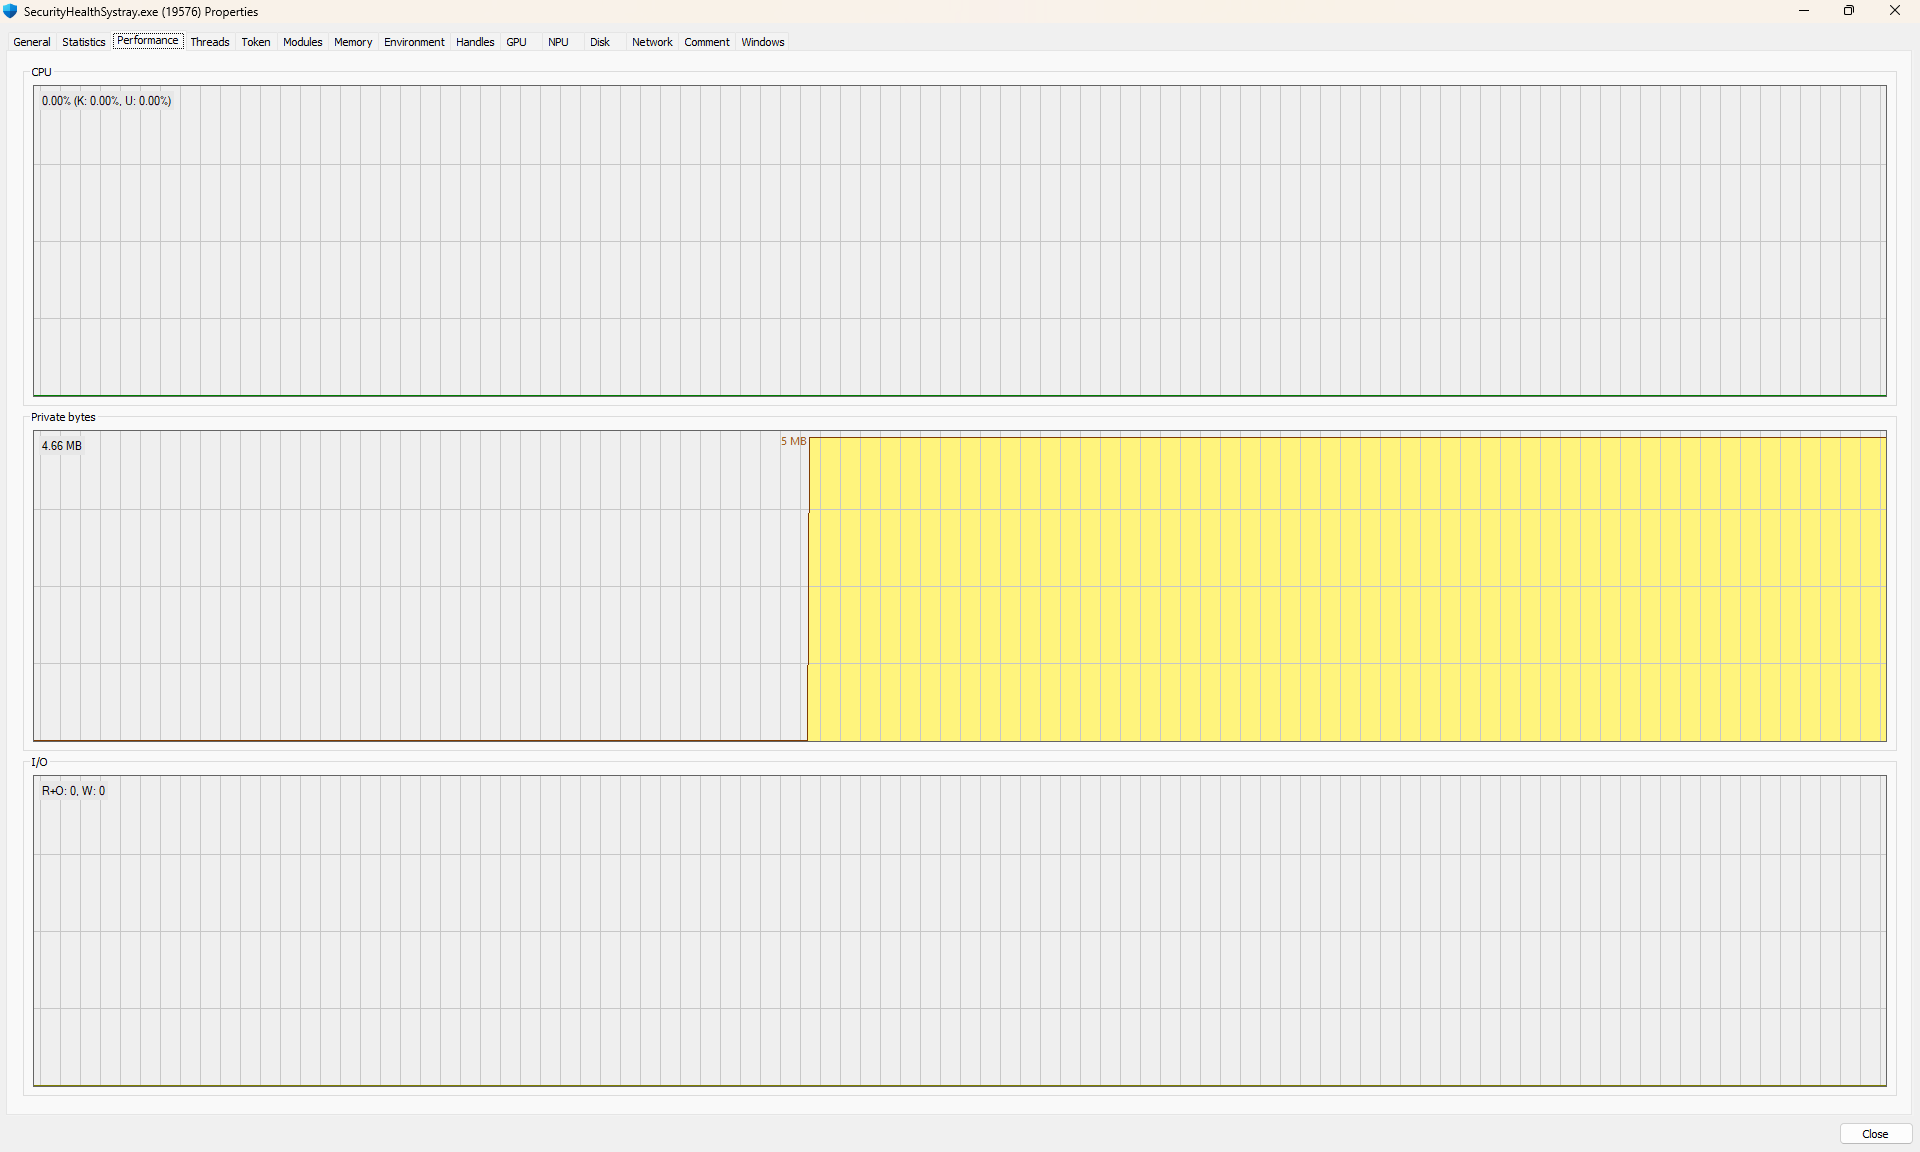 SecurityHealthSystray.exe (19576) Properties
General Statistics Performance Threads Token Modules Memory Environment Handles GPU NPU Disk Network Comment Windows
CPU
0.00% (K: 0.00%, U: 0.00%)
Private bytes
4.66 MB
5 MB
I/O
R+O: 0, W: 0
Close